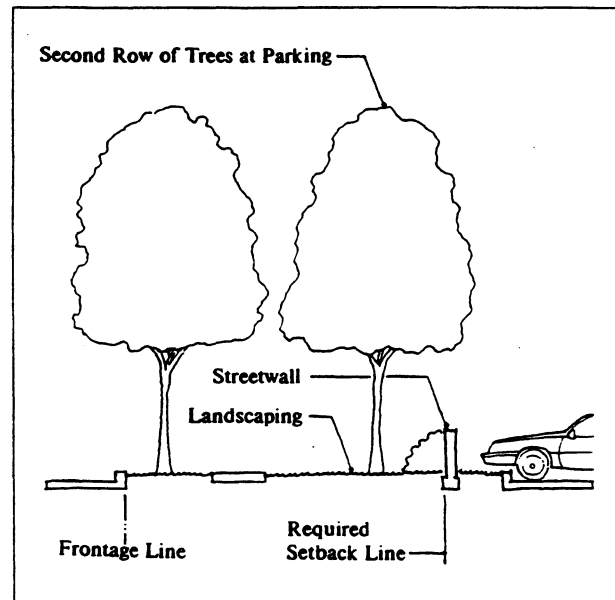 Second Row of Trees at Parking
Streetwall
Landscaping
Frontage Line
Required
Setback Line